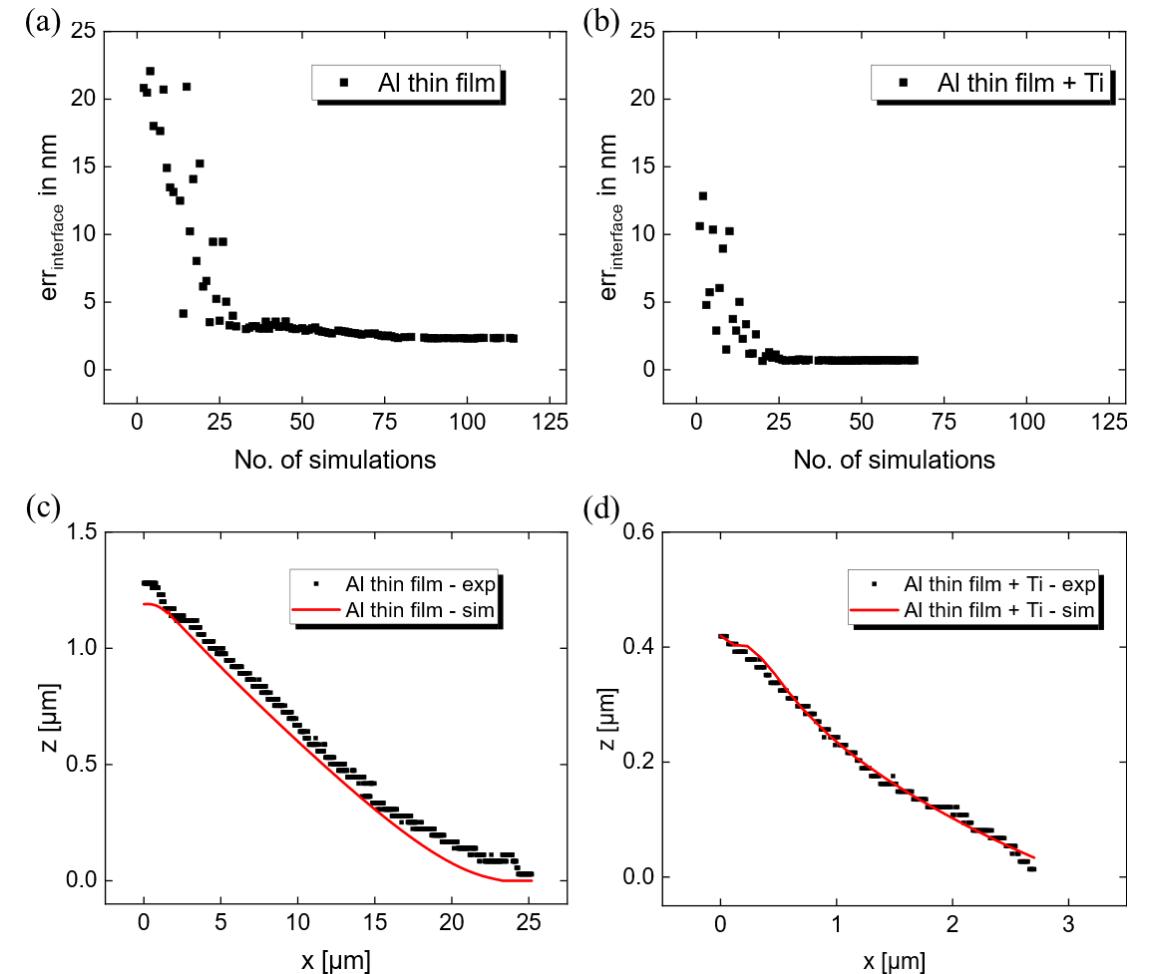 (a)
25
20
15
10
5
0
err_interface in nm
Al thin film
0 25 50 75 100 125
No. of simulations
(b)
25
20
15
10
5
0
err_interface in nm
Al thin film + Ti
0 25 50 75 100 125
No. of simulations
(c)
1.5
1.0
0.5
0.0
z [µm]
Al thin film - exp
Al thin film - sim
0 5 10 15 20 25
x [µm]
(d)
0.6
0.4
0.2
0.0
z [µm]
Al thin film + Ti - exp
Al thin film + Ti - sim
0 1 2 3
x [µm]